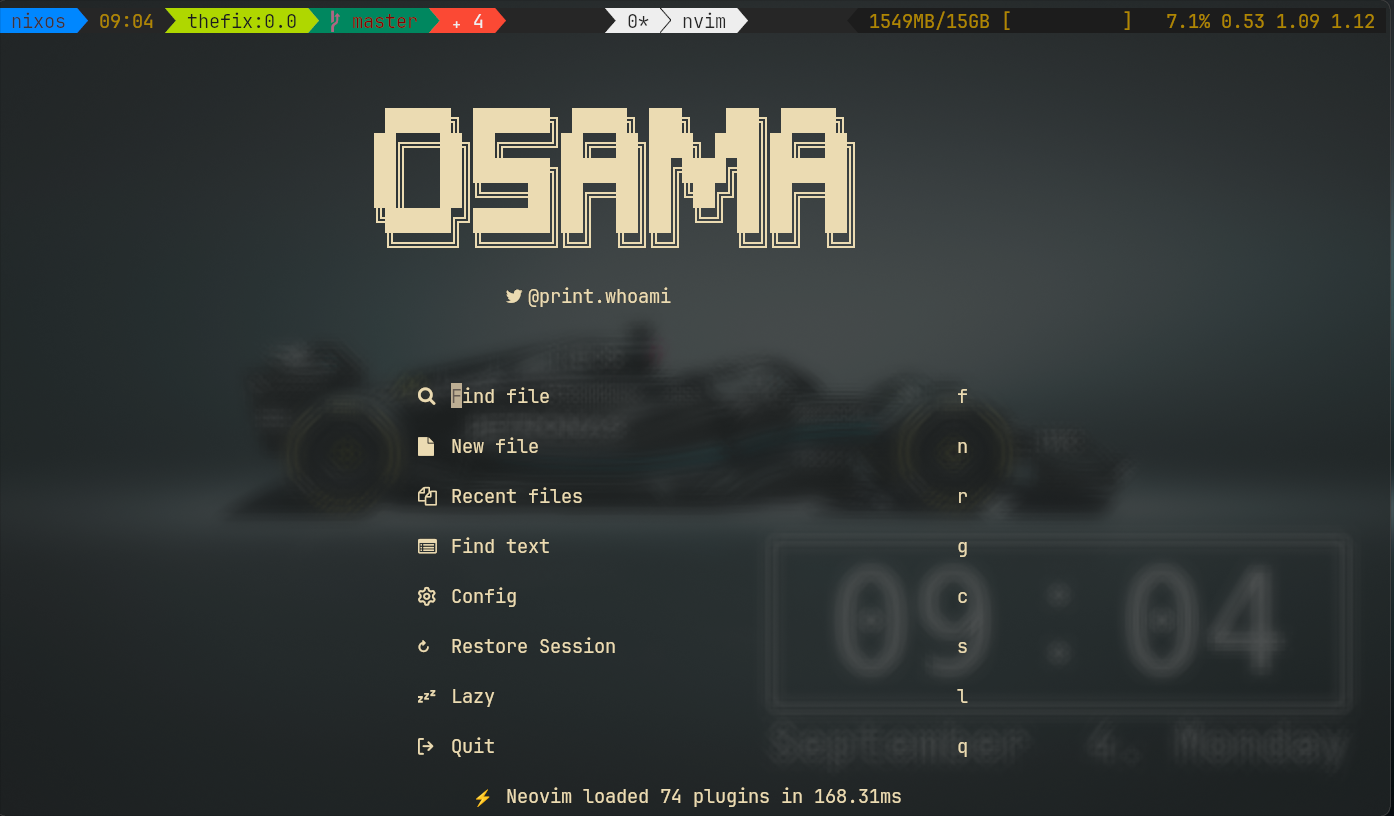 nixos 09:04 thefix:0.0 master + 4 0* nvim 1549MB/15GB [ ] 7.1% 0.53 1.09 1.12
OSAMA
@print.whoami
Find file f
New file n
Recent files r
Find text g
Config c
Restore Session s
Lazy l
Quit q
09:04
September 4. Monday
⚡ Neovim loaded 74 plugins in 168.31ms